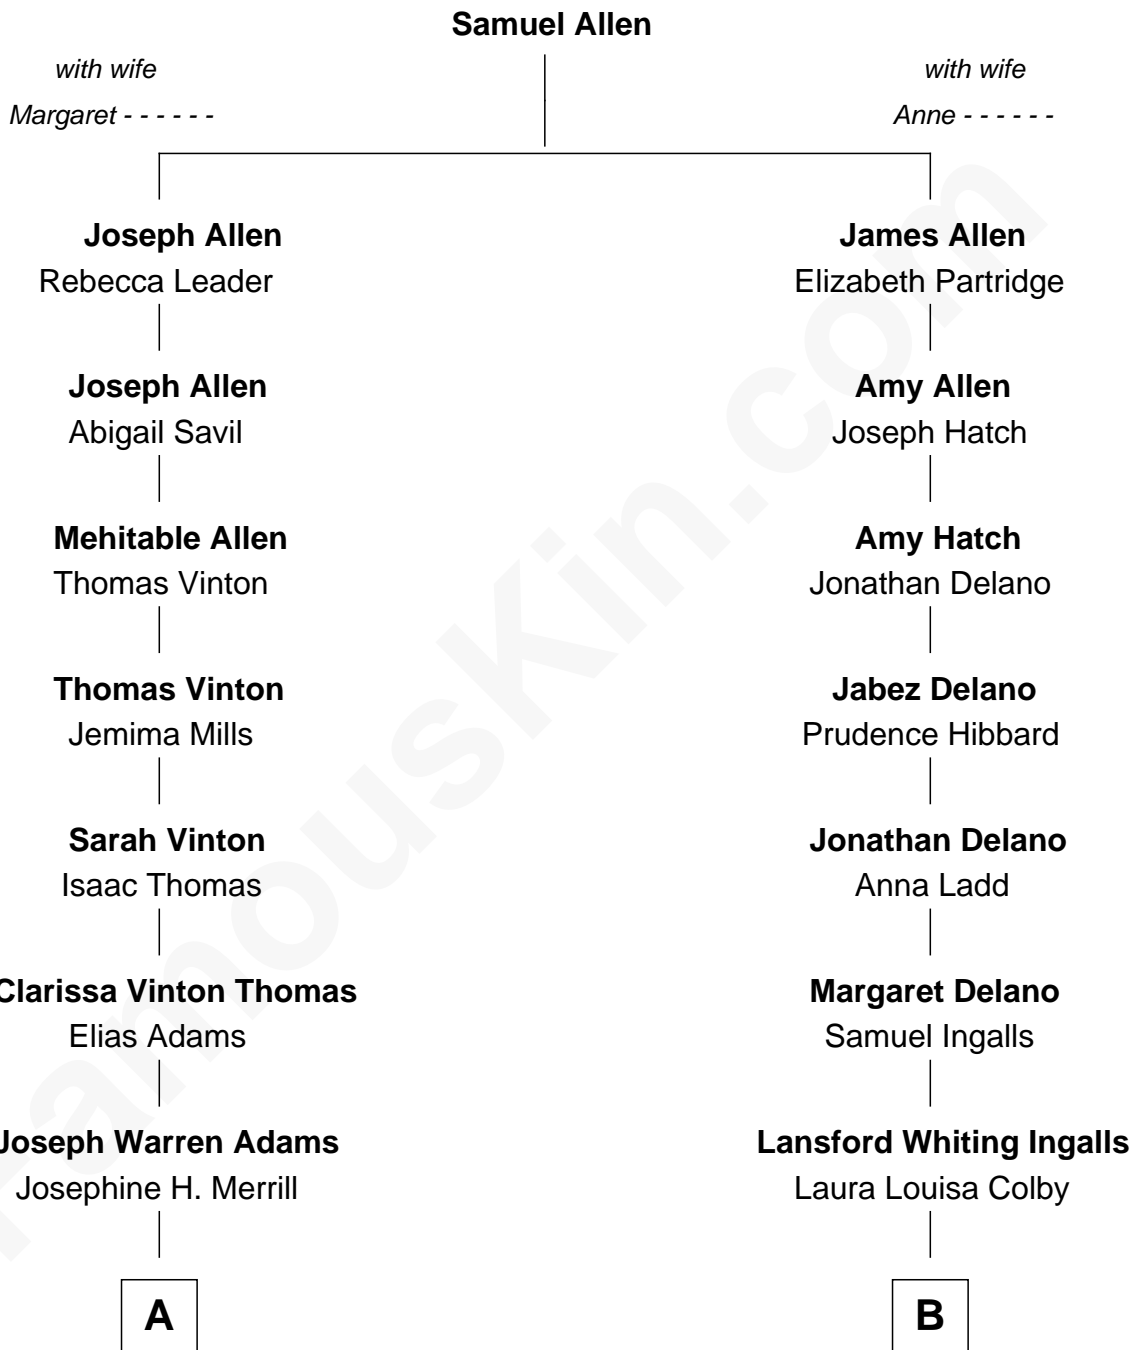 Samuel Allen
with wife
Margaret - - - - - -
with wife
Anne - - - - - -
Joseph Allen
Rebecca Leader
James Allen
Elizabeth Partridge
Joseph Allen
Abigail Savil
Amy Allen
Joseph Hatch
Mehitable Allen
Thomas Vinton
Amy Hatch
Jonathan Delano
Thomas Vinton
Jemima Mills
Jabez Delano
Prudence Hibbard
Sarah Vinton
Isaac Thomas
Jonathan Delano
Anna Ladd
Clarissa Vinton Thomas
Elias Adams
Margaret Delano
Samuel Ingalls
Joseph Warren Adams
Josephine H. Merrill
Lansford Whiting Ingalls
Laura Louisa Colby
A
B
FamousKin.com